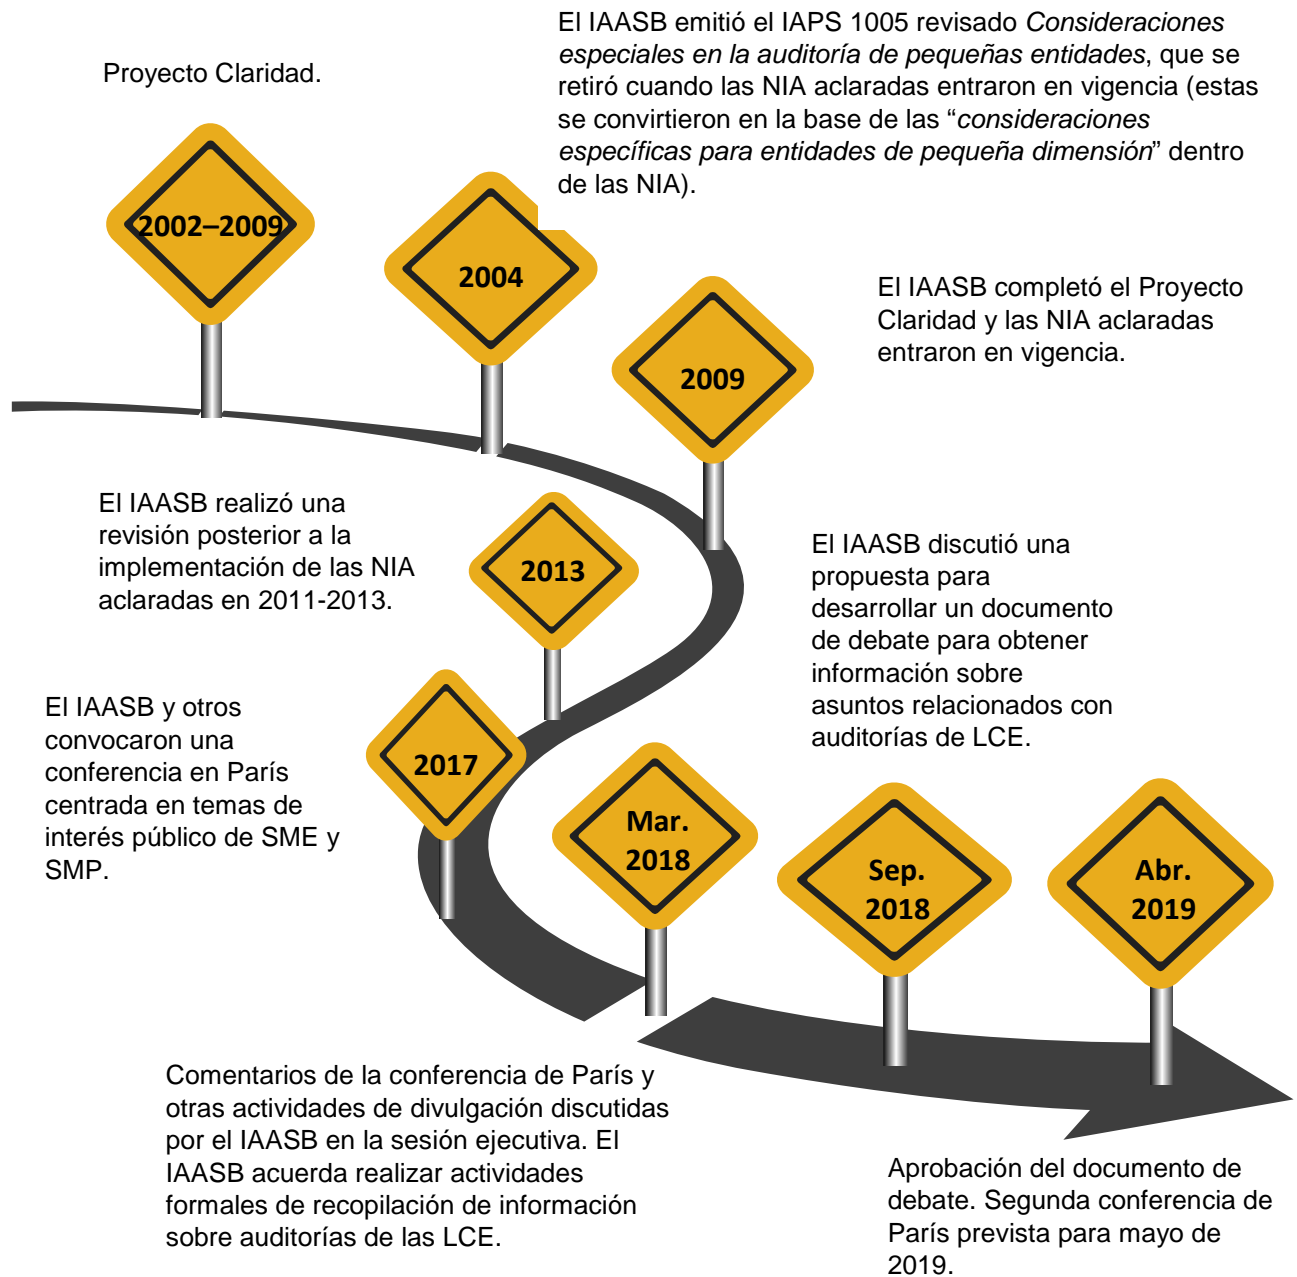 Proyecto Claridad.
2002–2009
El IAASB emitió el IAPS 1005 revisado Consideraciones
especiales en la auditoría de pequeñas entidades, que se
retiró cuando las NIA aclaradas entraron en vigencia (estas
se convirtieron en la base de las “consideraciones
específicas para entidades de pequeña dimensión” dentro
de las NIA).
2004
2009
El IAASB completó el Proyecto
Claridad y las NIA aclaradas
entraron en vigencia.
El IAASB realizó una
revisión posterior a la
implementación de las NIA
aclaradas en 2011-2013.
2013
El IAASB y otros
convocaron una
conferencia en París
centrada en temas de
interés público de SME y
SMP.
2017
Mar.
2018
Comentarios de la conferencia de París y
otras actividades de divulgación discutidas
por el IAASB en la sesión ejecutiva. El
IAASB acuerda realizar actividades
formales de recopilación de información
sobre auditorías de las LCE.
El IAASB discutió una
propuesta para
desarrollar un documento
de debate para obtener
información sobre
asuntos relacionados con
auditorías de LCE.
Sep.
2018
Abr.
2019
Aprobación del documento de
debate. Segunda conferencia de
París prevista para mayo de
2019.